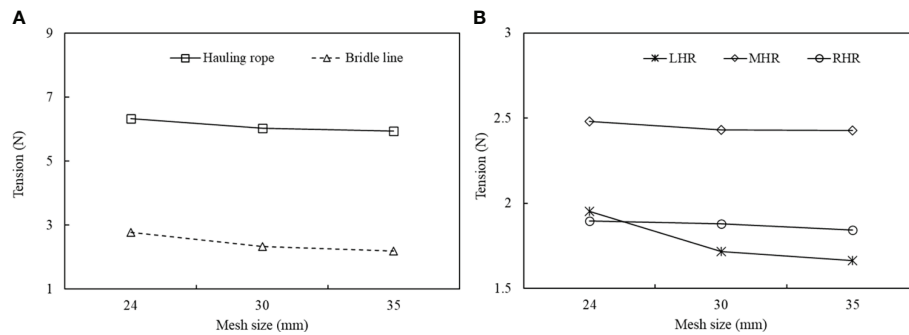 A
9
7
5
3
1
Tension (N)
Hauling rope
Bridle line
24
30
35
Mesh size (mm)
B
3
2.5
2
1.5
Tension (N)
LHR
MHR
RHR
24
30
35
Mesh size (mm)